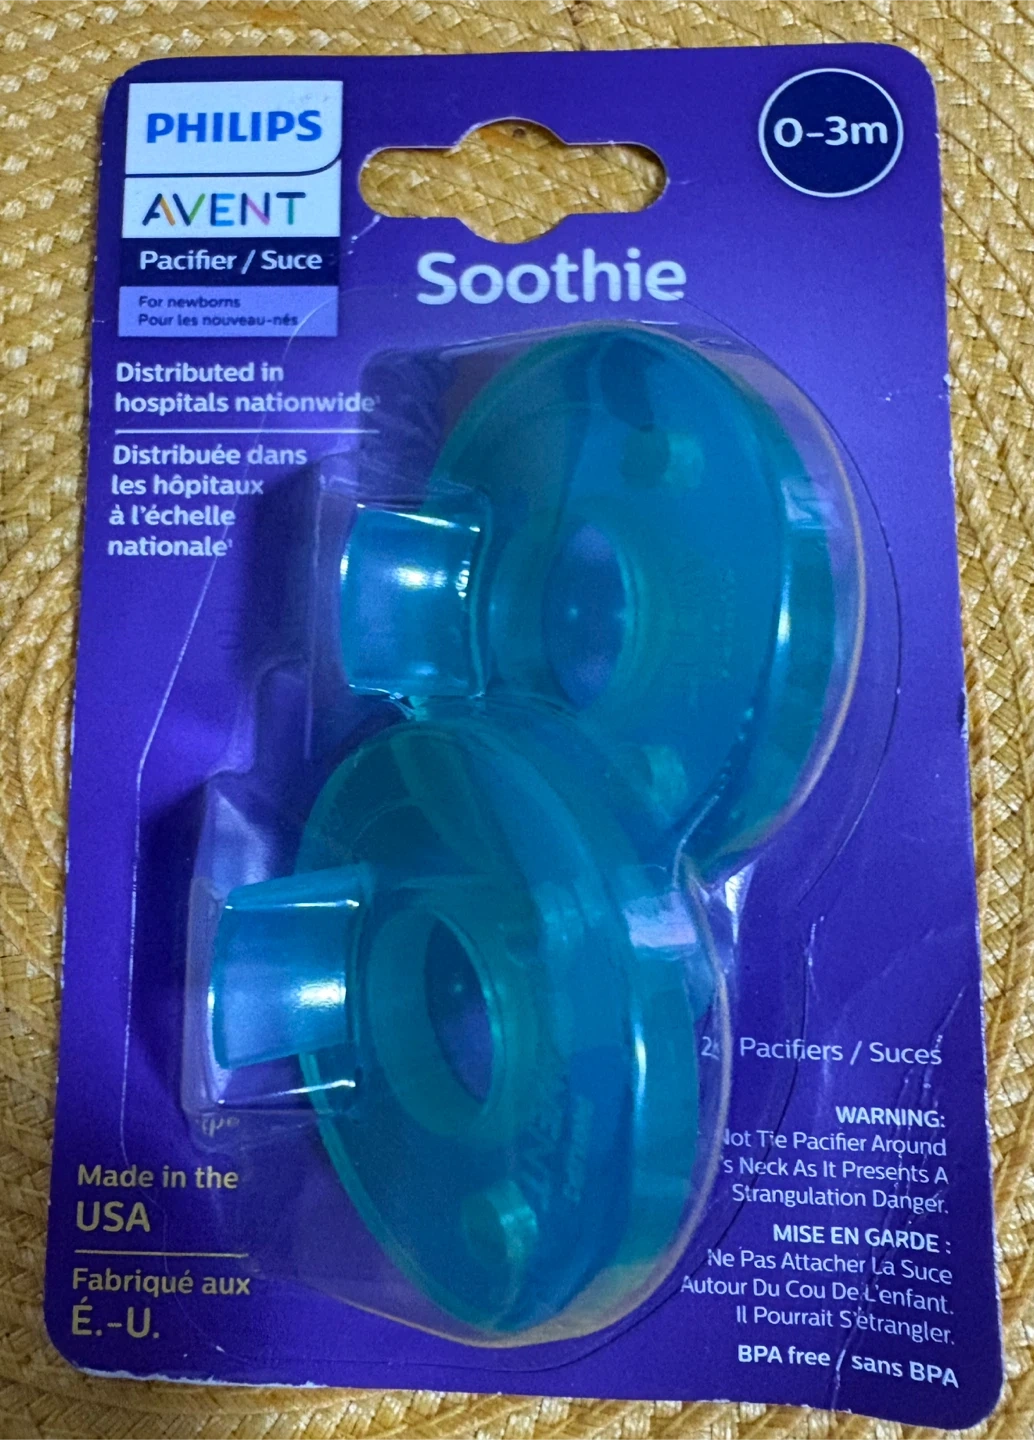 PHILIPS
AVENT
Pacifier / Suce
For newborns
Pour les nouveau-nés
0-3m
Soothie
Distributed in
hospitals nationwide¹
Distribuée dans
les hôpitaux
à l'échelle
nationale¹
2 Pacifiers / Suces
WARNING:
Tie Pacifier Around
Neck As It Presents A
Strangulation Danger.
MISE EN GARDE :
Ne Pas Attacher La Suce
Autour Du Cou De L'enfant.
Il Pourrait S'étrangler.
BPA free / sans BPA
Made in the
USA
Fabriqué aux
É.-U.